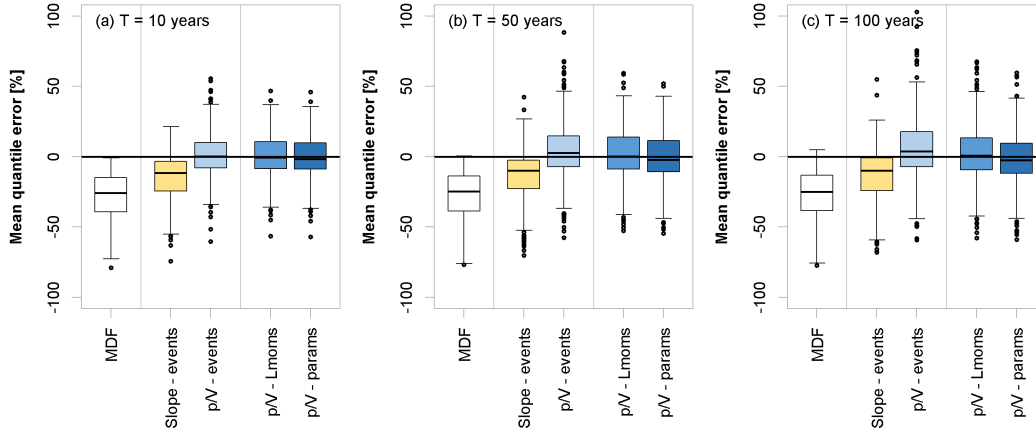 (a) T = 10 years
Mean quantile error [%]
100
50
0
-50
-100
MDF
Slope - events
p/V - events
p/V - Lmoms
p/V - params
(b) T = 50 years
Mean quantile error [%]
100
50
0
-50
-100
MDF
Slope - events
p/V - events
p/V - Lmoms
p/V - params
(c) T = 100 years
Mean quantile error [%]
100
50
0
-50
-100
MDF
Slope - events
p/V - events
p/V - Lmoms
p/V - params